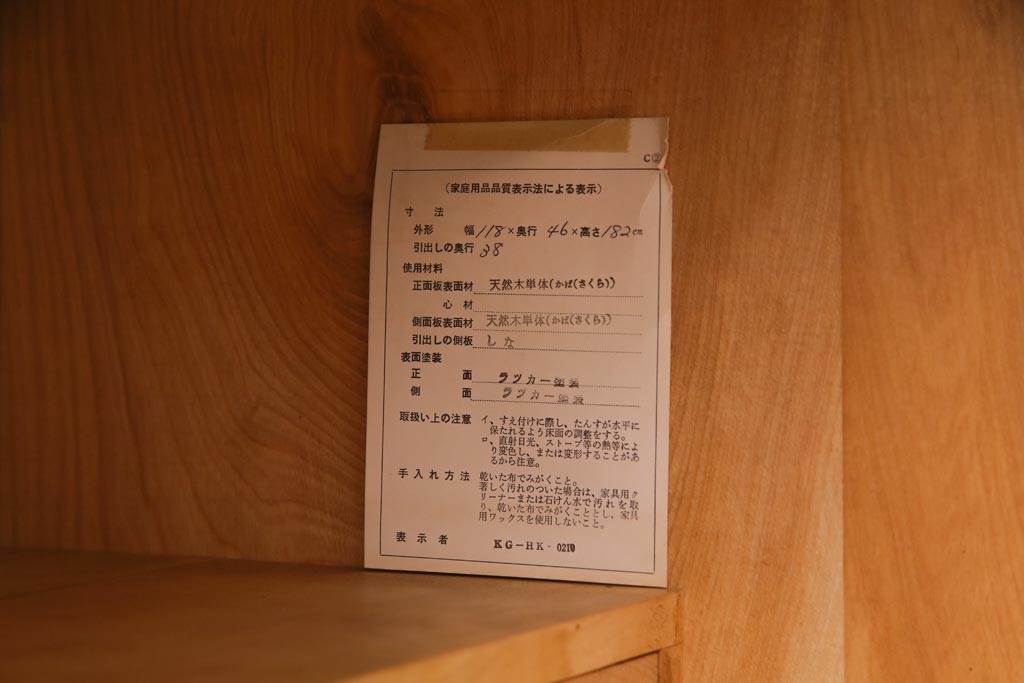 C②
(家庭用品品質表示法による表示)
寸法
外形 幅118×奥行 46×高さ182cm
引出しの奥行 38
使用材料
正面板表面材 天然木単体(かば(さくら))
心材
側面板表面材 天然木単体(かば(さくら))
引出しの側板 しな
表面塗装
正面 ラツカー塗装
側面 ラツカー塗装
取扱い上の注意 イ、すえ付けに際し、たんすが水平に
保たれるよう床面の調整をする。
ロ、直射日光、ストーブ等の熱等によ
り変色し、または変形することがあ
るから注意。
手入れ方法 乾いた布でみがくこと。
著しく汚れのついた場合は、家具用ク
リーナーまたは石けん水で汚れを取
り、乾いた布でみがくこととし、家具
用ワックスを使用しないこと。
表示者 KG-HK-0210